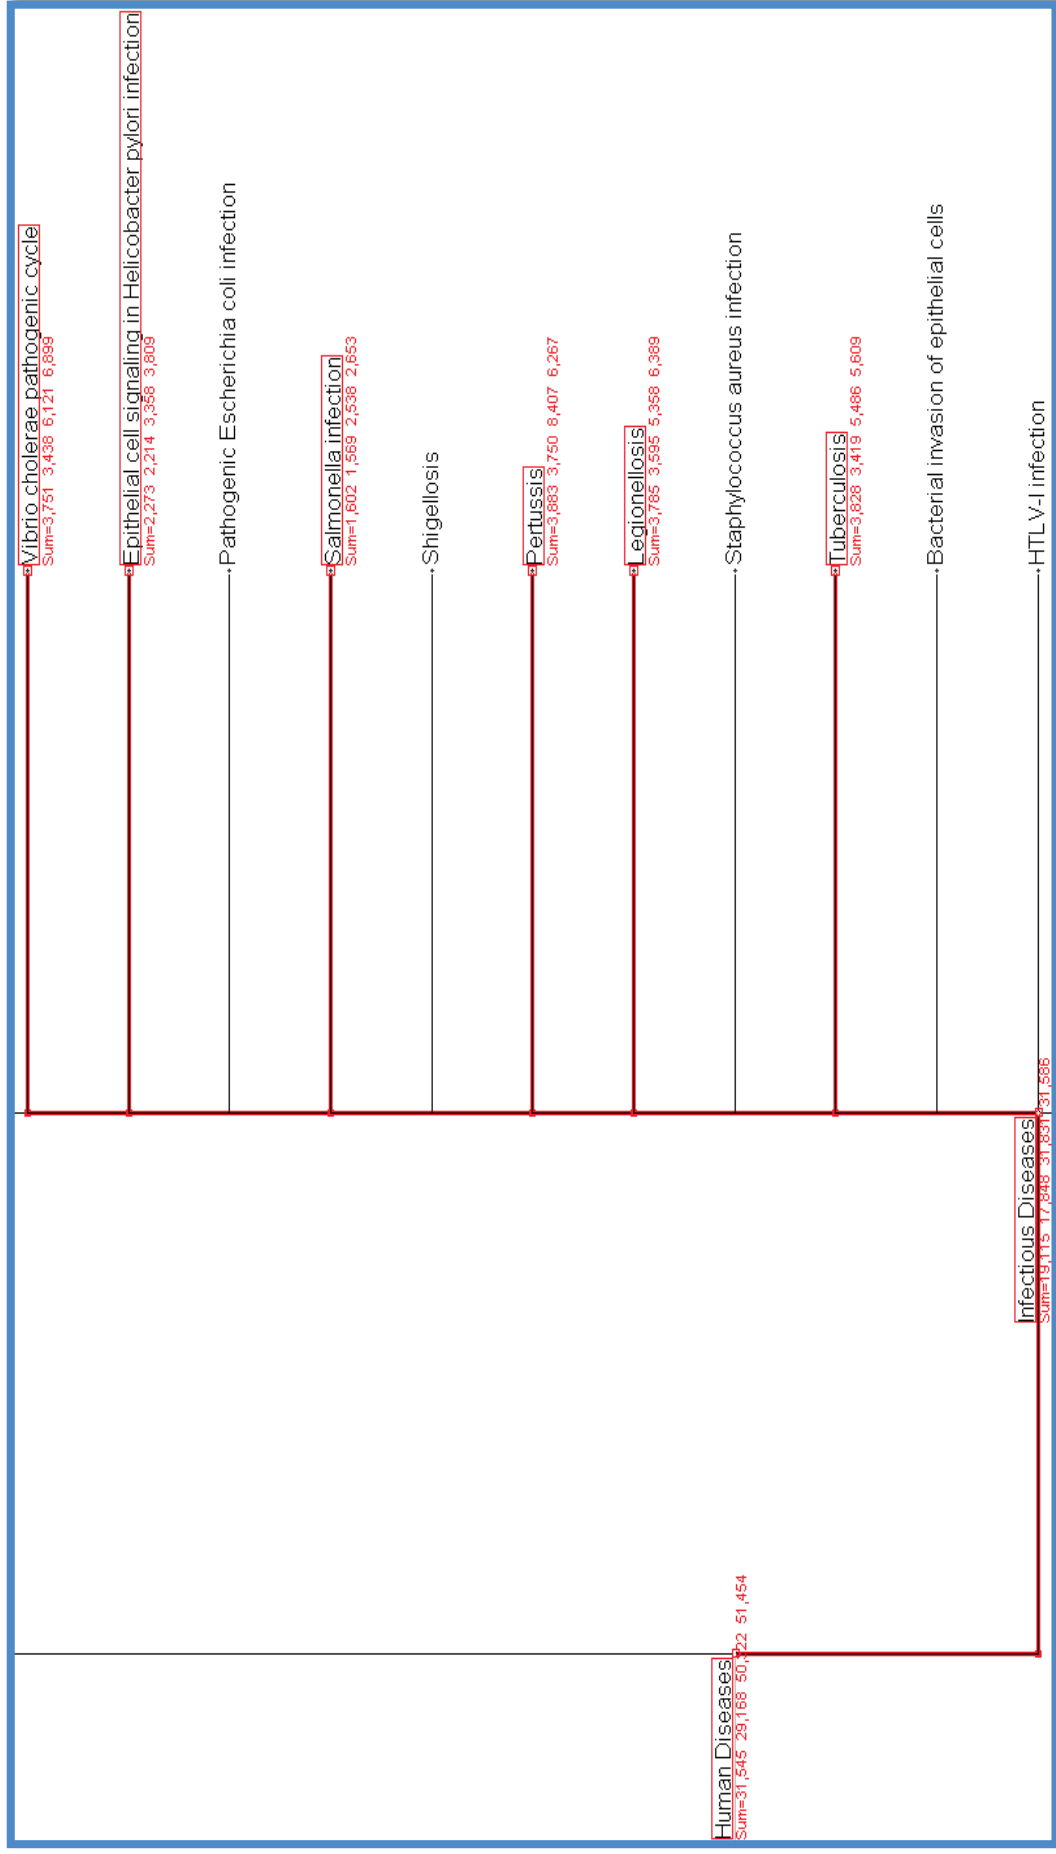 Vibrio cholerae pathogenic cycle
Sum=3,751 3,438 6,121 6,899
Epithelial cell signaling in Helicobacter pylori infection
Sum=2,273 2,214 3,358 3,809
Pathogenic Escherichia coli infection
Salmonella infection
Sum=1,602 1,569 2,538 2,653
Shigellosis
Pertussis
Sum=3,883 3,750 8,407 6,267
Legionellosis
Sum=3,785 3,595 5,358 6,389
Staphylococcus aureus infection
Human Diseases
Sum=31,545 29,168 50,322 51,454
Tuberculosis
Sum=3,828 3,419 5,486 5,609
Bacterial invasion of epithelial cells
HTLV-I infection
Infectious Diseases
Sum=19,115 17,848 31,831 31,586